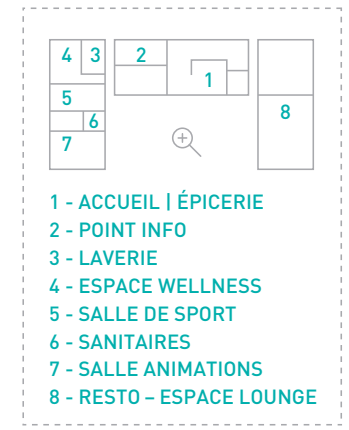 4 3 2
1
5
8
6
7
1 - ACCUEIL | ÉPICERIE
2 - POINT INFO
3 - LAVERIE
4 - ESPACE WELLNESS
5 - SALLE DE SPORT
6 - SANITAIRES
7 - SALLE ANIMATIONS
8 - RESTO – ESPACE LOUNGE